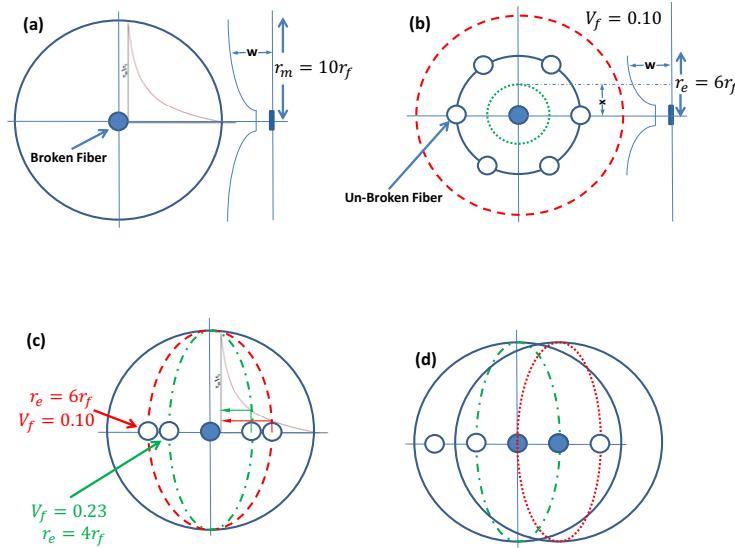 (a)
w
r_m = 10r_f
Broken Fiber
(b)
V_f = 0.10
w
r_e = 6r_f
x
Un-Broken Fiber
(c)
r_e = 6r_f
V_f = 0.10
V_f = 0.23
r_e = 4r_f
(d)